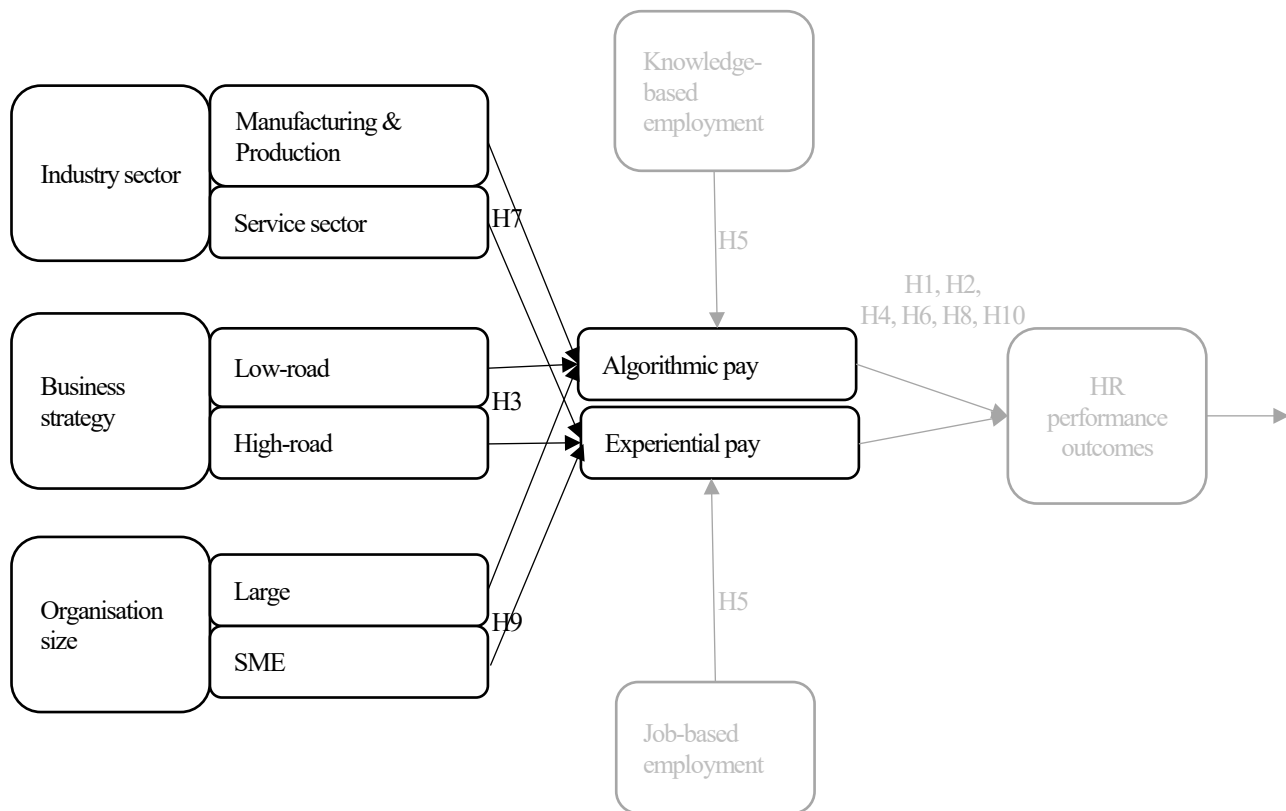 Knowledge-
based
employment
Manufacturing &
Production
Industry sector
Service sector
H7
H5
H1, H2,
H4, H6, H8, H10
Business
strategy
Low-road
High-road
H3
Algorithmic pay
Experiential pay
HR
performance
outcomes
Organisation
size
Large
SME
H9
H5
Job-based
employment